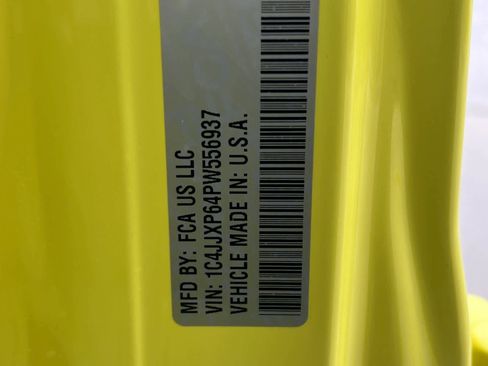 MFD BY: FCA US LLC
VIN: 1C4JJXP64PW556937
VEHICLE MADE IN: U.S.A.